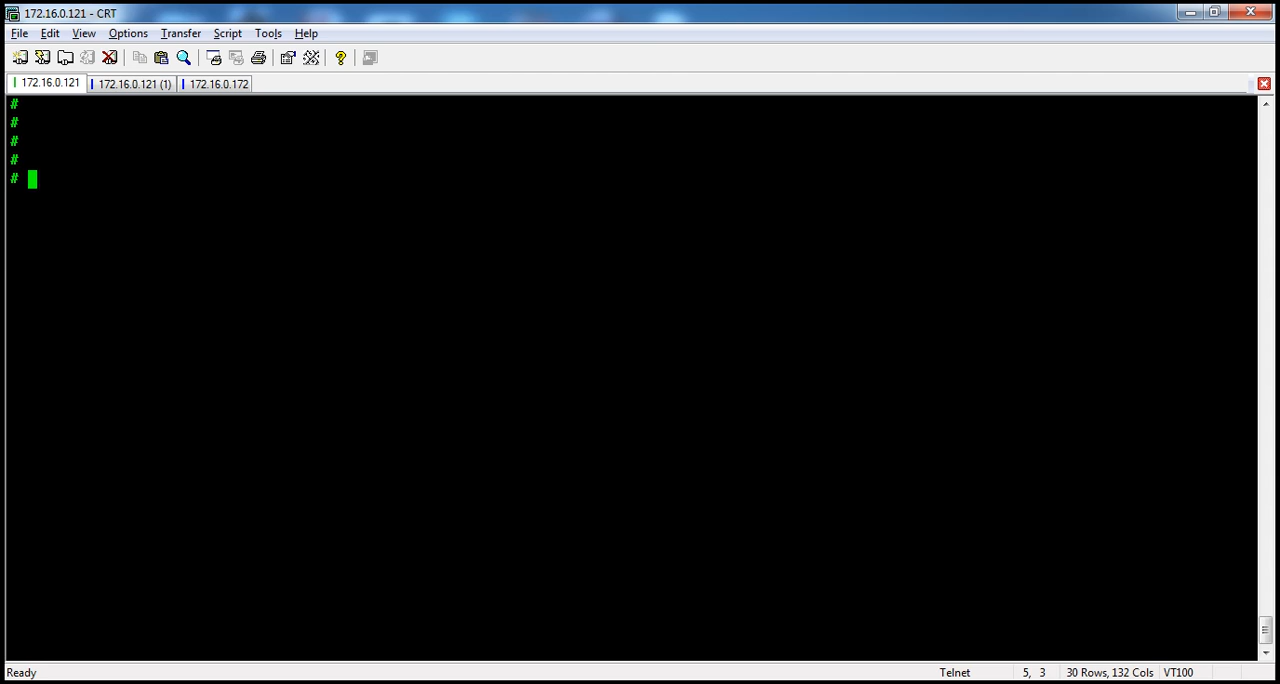 172.16.0.121 - CRT
File Edit View Options Transfer Script Tools Help
172.16.0.121 172.16.0.121 (1) 172.16.0.172
#
#
#
#
#
Ready Telnet 5, 3 30 Rows, 132 Cols VT100